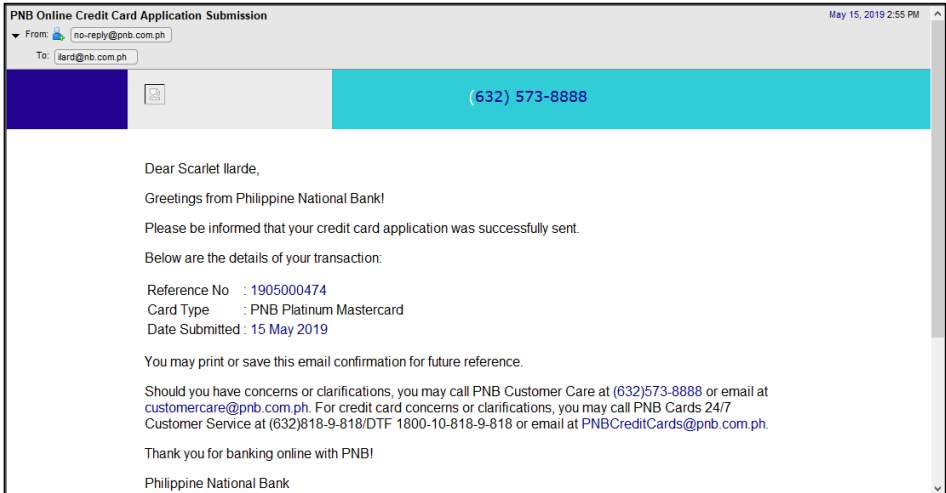 PNB Online Credit Card Application Submission
May 15, 2019 2:55 PM
From: no-reply@pnb.com.ph
To: ilard@nb.com.ph
(632) 573-8888
Dear Scarlet Ilarde,
Greetings from Philippine National Bank!
Please be informed that your credit card application was successfully sent.
Below are the details of your transaction:
Reference No : 1905000474
Card Type : PNB Platinum Mastercard
Date Submitted : 15 May 2019
You may print or save this email confirmation for future reference.
Should you have concerns or clarifications, you may call PNB Customer Care at (632)573-8888 or email at
customercare@pnb.com.ph. For credit card concerns or clarifications, you may call PNB Cards 24/7
Customer Service at (632)818-9-818/DTF 1800-10-818-9-818 or email at PNBCreditCards@pnb.com.ph.
Thank you for banking online with PNB!
Philippine National Bank